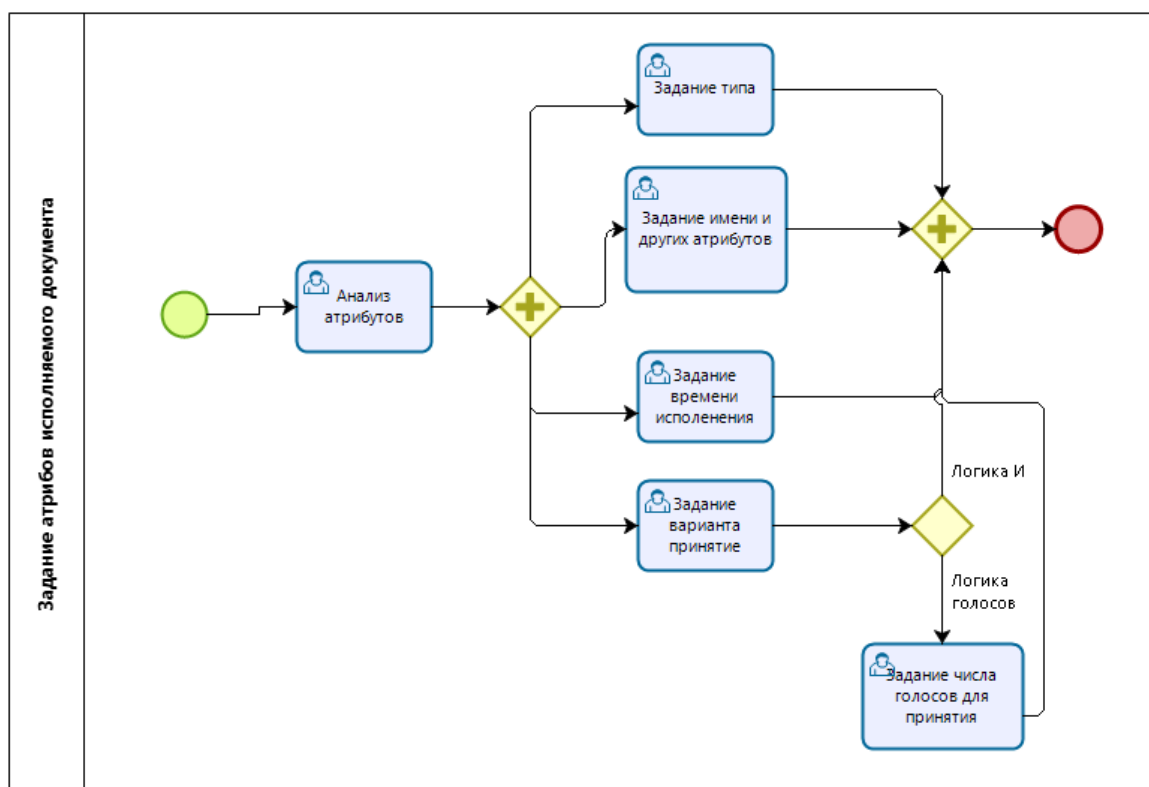 Задание атрибов исполняемого документа
Задание типа
Задание имени и
других атрибутов
Анализ
атрибутов
Задание
времени
исполенения
Задание
варианта
принятие
Логика И
Логика
голосов
Задание числа
голосов для
принятия